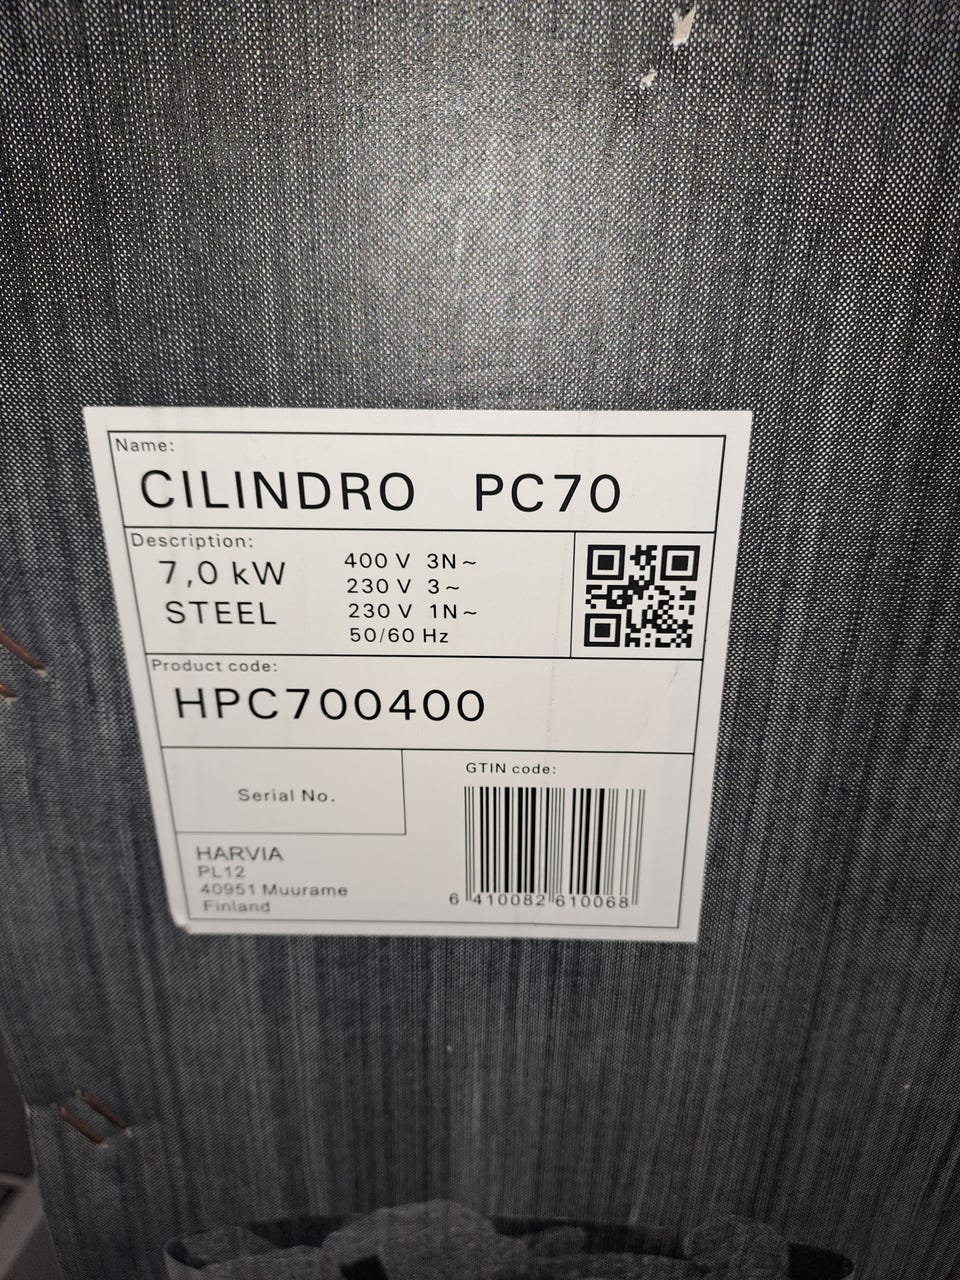 Name:
CILINDRO PC70
Description:
7,0 kW
STEEL
400 V 3N~
230 V 3~
230 V 1N~
50/60 Hz
Product code:
HPC700400
Serial No.
GTIN code:
HARVIA
PL12
40951 Muurame
Finland
6 410082 610068